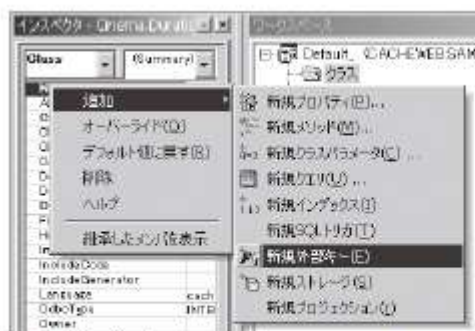 インスペクタ - Cinema.Duratio
ワークスペース
Class
(Summary)
Default_
クラス
追加
オーバーライド(O)
デフォルト値に戻す(R)
削除
ヘルプ
継承したメンバを表示
新規プロパティ(P)...
新規メソッド(M)...
新規クラスパラメータ(C) ...
新規クエリ(U) ...
新規インデックス(I)
新規SQLトリガ(T)
新規外部キー(E)
新規ストレージ(S)
新規プロジェクション(J)
IncludeCode
IncludeGenerator
Language
cach
OdbcType
Owner